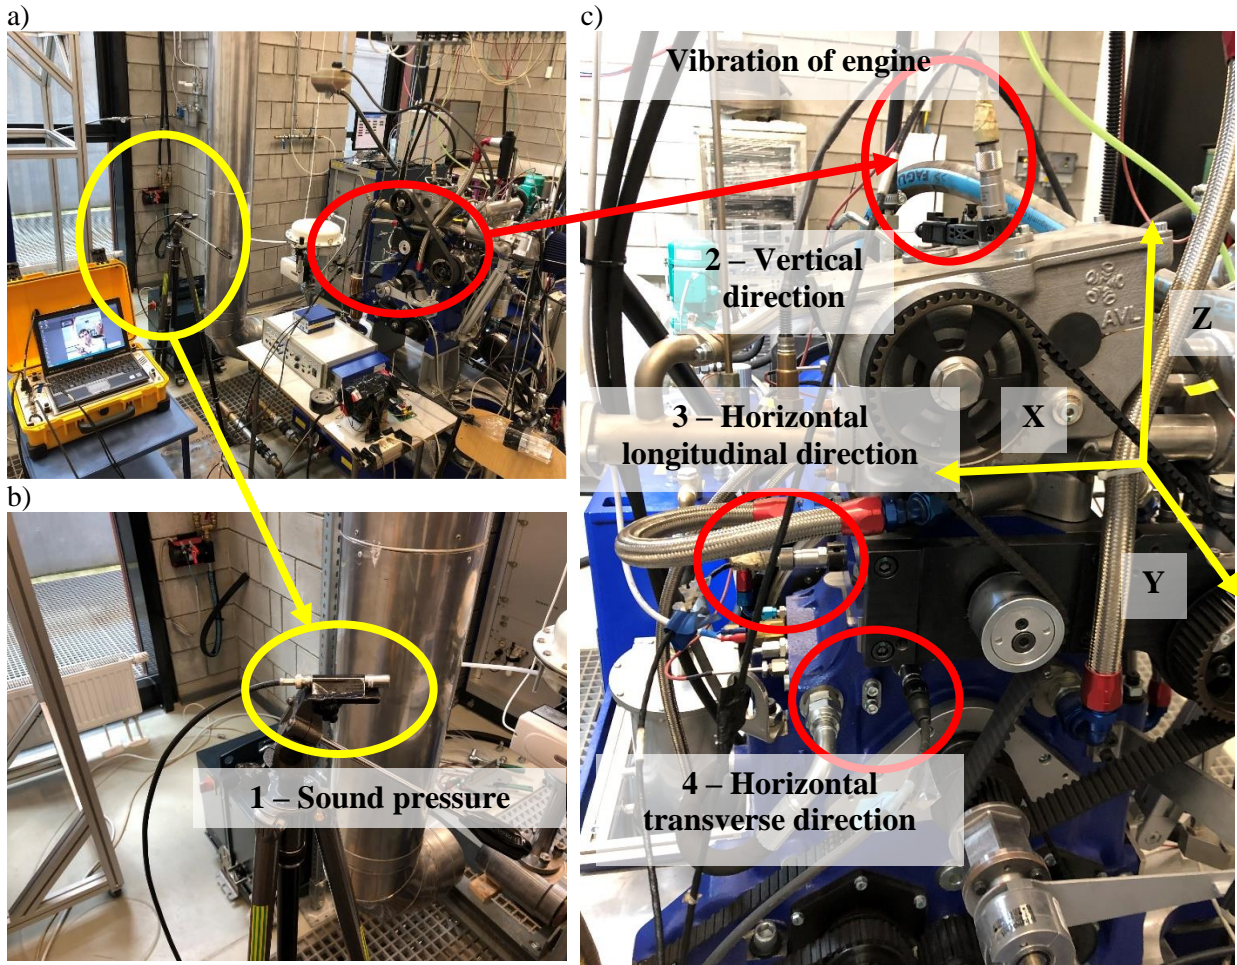 a)
c)
Vibration of engine
2 – Vertical
direction
AVL
Z
3 – Horizontal
longitudinal direction
X
b)
Y
1 – Sound pressure
4 – Horizontal
transverse direction